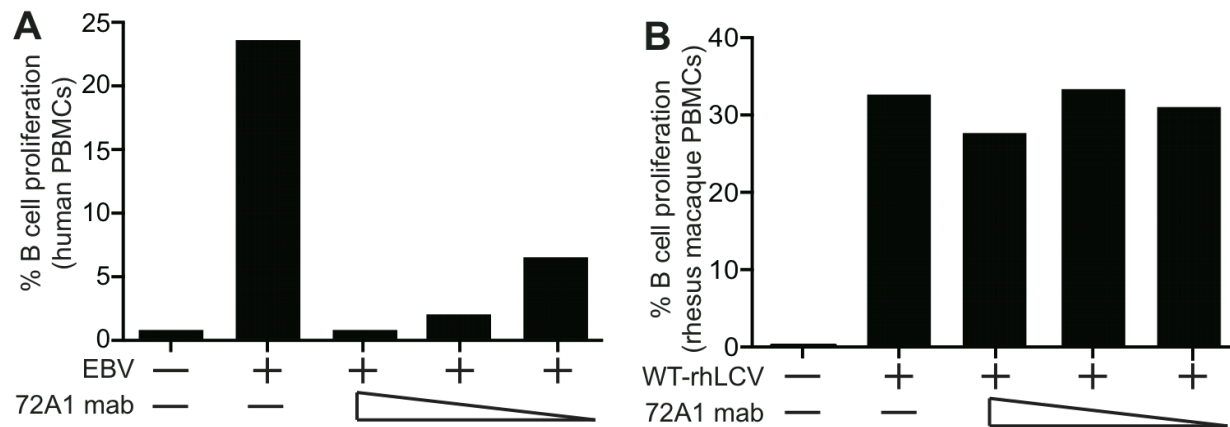 A
% B cell proliferation
(human PBMCs)
25
20
15
10
5
0
EBV — + + + +
72A1 mab — —
B
% B cell proliferation
(rhesus macaque PBMCs)
40
30
20
10
0
WT-rhLCV — + + + +
72A1 mab — —